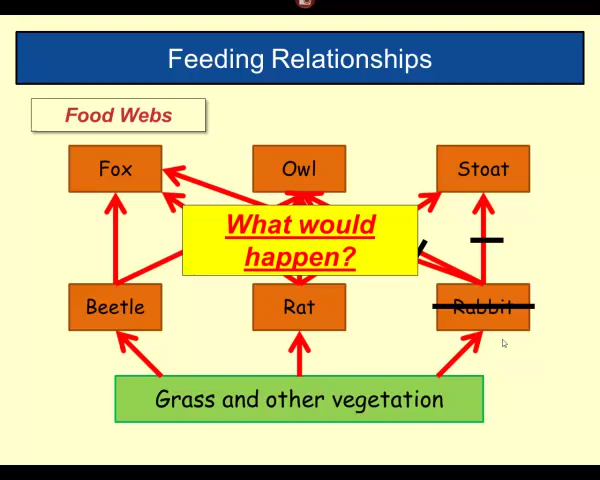 Feeding Relationships
Food Webs
Fox
Owl
Stoat
What would
happen?
Beetle
Rat
Rabbit
Grass and other vegetation